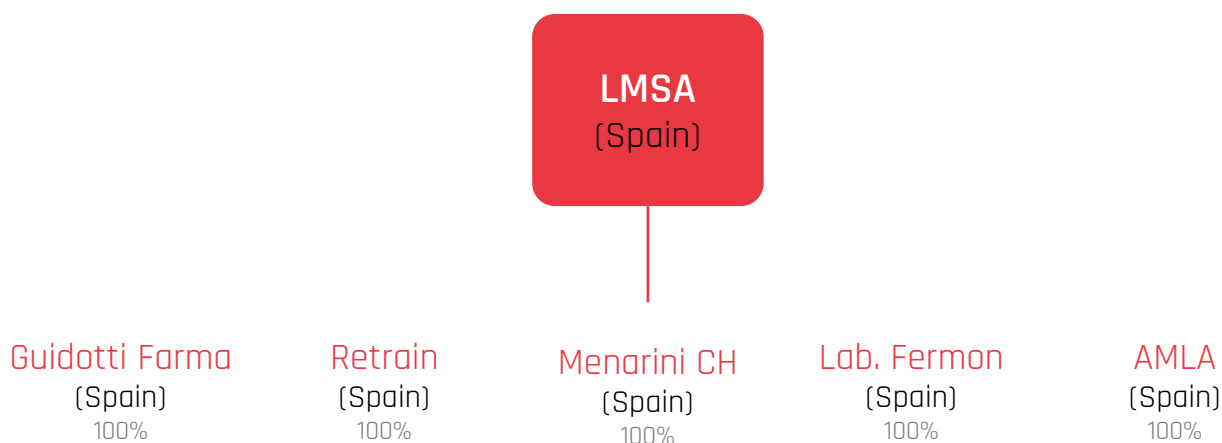 LMSA
(Spain)
Guidotti Farma
(Spain)
100%
Retrain
(Spain)
100%
Menarini CH
(Spain)
100%
Lab. Fermon
(Spain)
100%
AMLA
(Spain)
100%